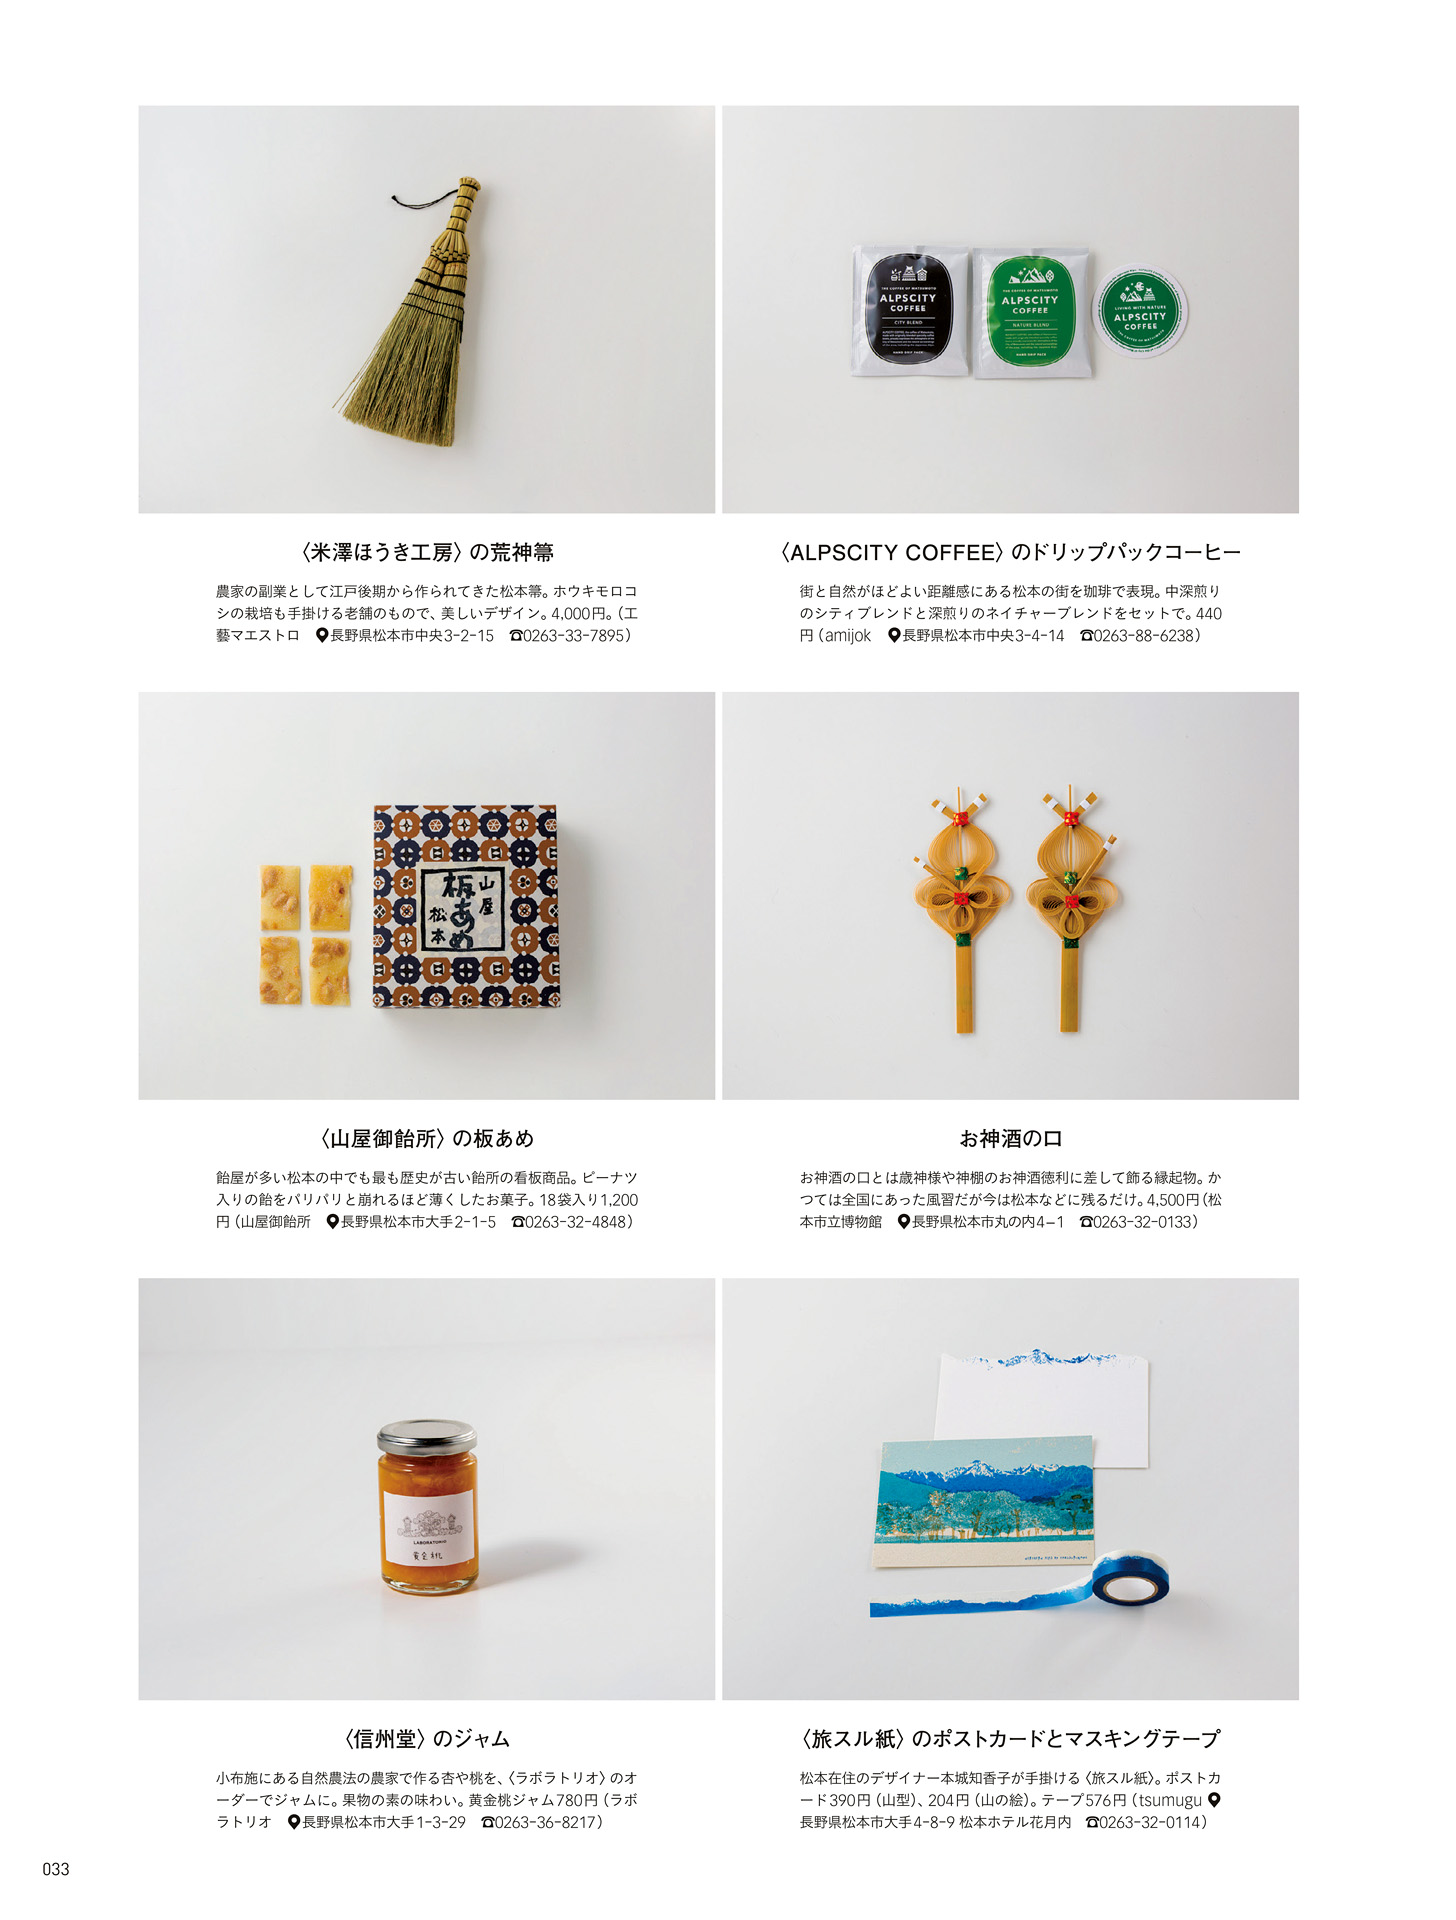 THE COFFEE OF MATSUMOTO
ALPSCITY
COFFEE
CITY BLEND
HAND DRIP PACK
THE COFFEE OF MATSUMOTO
ALPSCITY
COFFEE
NATURE BLEND
HAND DRIP PACK
LIVING WITH NATURE
ALPSCITY
COFFEE
THE COFFEE OF MATSUMOTO
〈米澤ほうき工房〉の荒神箒
農家の副業として江戸後期から作られてきた松本箒。ホウキモロコ
シの栽培も手掛ける老舗のもので、美しいデザイン。4,000円。（工
藝マエストロ　長野県松本市中央3-2-15　☎0263-33-7895）
〈ALPSCITY COFFEE〉のドリップパックコーヒー
街と自然がほどよい距離感にある松本の街を珈琲で表現。中深煎り
のシティブレンドと深煎りのネイチャーブレンドをセットで。440
円（amijok　長野県松本市中央3-4-14　☎0263-88-6238）
山屋
板あめ
松本
〈山屋御飴所〉の板あめ
飴屋が多い松本の中でも最も歴史が古い飴所の看板商品。ピーナツ
入りの飴をパリパリと崩れるほど薄くしたお菓子。18袋入り1,200
円（山屋御飴所　長野県松本市大手2-1-5　☎0263-32-4848）
お神酒の口
お神酒の口とは歳神様や神棚のお神酒徳利に差して飾る縁起物。か
つては全国にあった風習だが今は松本などに残るだけ。4,500円（松
本市立博物館　長野県松本市丸の内4−1　☎0263-32-0133）
LABORATORIO
黄金桃
〈信州堂〉のジャム
小布施にある自然農法の農家で作る杏や桃を、〈ラボラトリオ〉のオ
ーダーでジャムに。果物の素の味わい。黄金桃ジャム780円（ラボ
ラトリオ　長野県松本市大手1-3-29　☎0263-36-8217）
〈旅スル紙〉のポストカードとマスキングテープ
松本在住のデザイナー本城知香子が手掛ける〈旅スル紙〉。ポストカ
ード390円（山型）、204円（山の絵）。テープ576円（tsumugu
長野県松本市大手4-8-9 松本ホテル花月内　☎0263-32-0114）
033